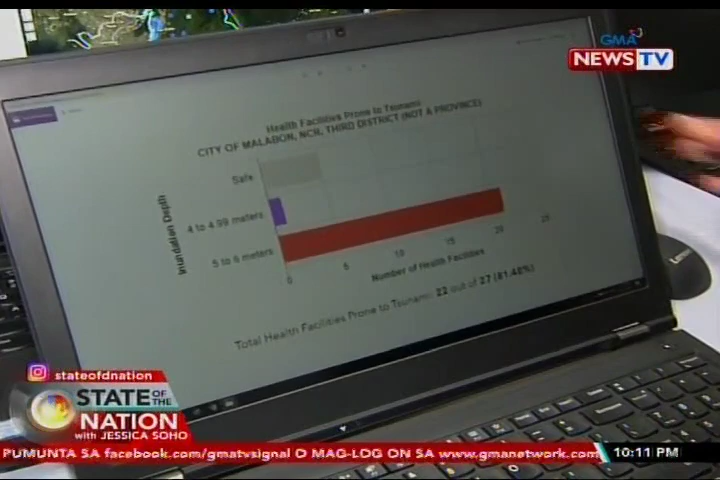 GMA
NEWS TV
Health Facilities Prone to Tsunami
CITY OF MALABON, NCR, THIRD DISTRICT (NOT A PROVINCE)
Inundation Depth
Safe
4 to 4.99 meters
5 to 6 meters
0 5 10 15 20 25
Number of Health Facilities
Total Health Facilities Prone to Tsunami: 22 out of 27 (81.48%)
Lenovo
stateofdnation
STATE OF THE
NATION
with JESSICA SOHO
PUMUNTA SA facebook.com/gmatvsignal O MAG-LOG ON SA www.gmanetwork.com
10:11 PM